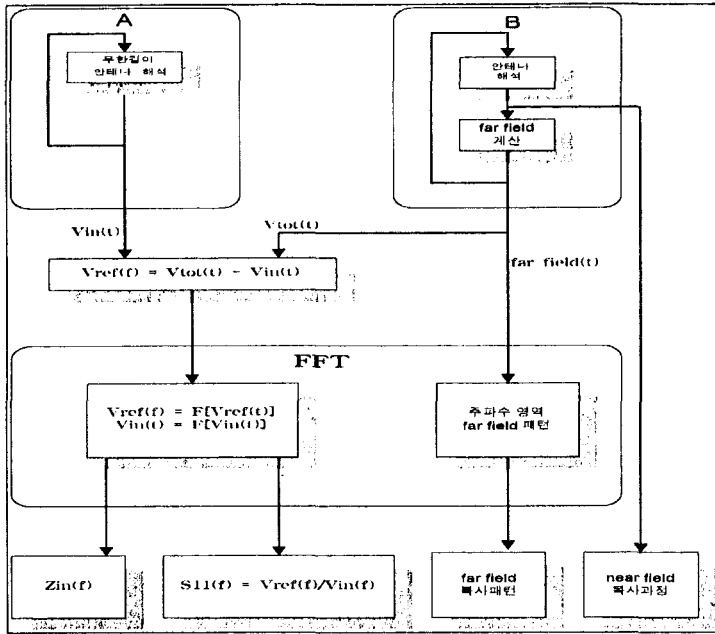 A
무한길이
안테나 해석
B
안테나
해석
far field
계산
Vin(t)
Vtot(t)
far field(t)
Vref(f) = Vtot(t) - Vin(t)
FFT
Vref(f) = F[Vref(t)]
Vin(t) = F[Vin(t)]
주파수 영역
far field 패턴
Zin(f)
S11(f) = Vref(f)/Vin(f)
far field
복사패턴
near field
복사과정